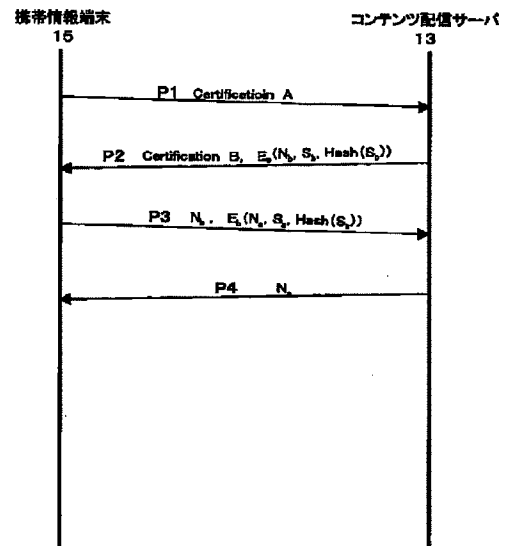 携帯情報端末
15
コンテンツ配信サーバ
13
P1 Certificatioin A
P2 Certification B, Ea(Nb, Sb, Hash(Sb))
P3 Nb, Eb(Na, Sa, Hash(Sa))
P4 Na